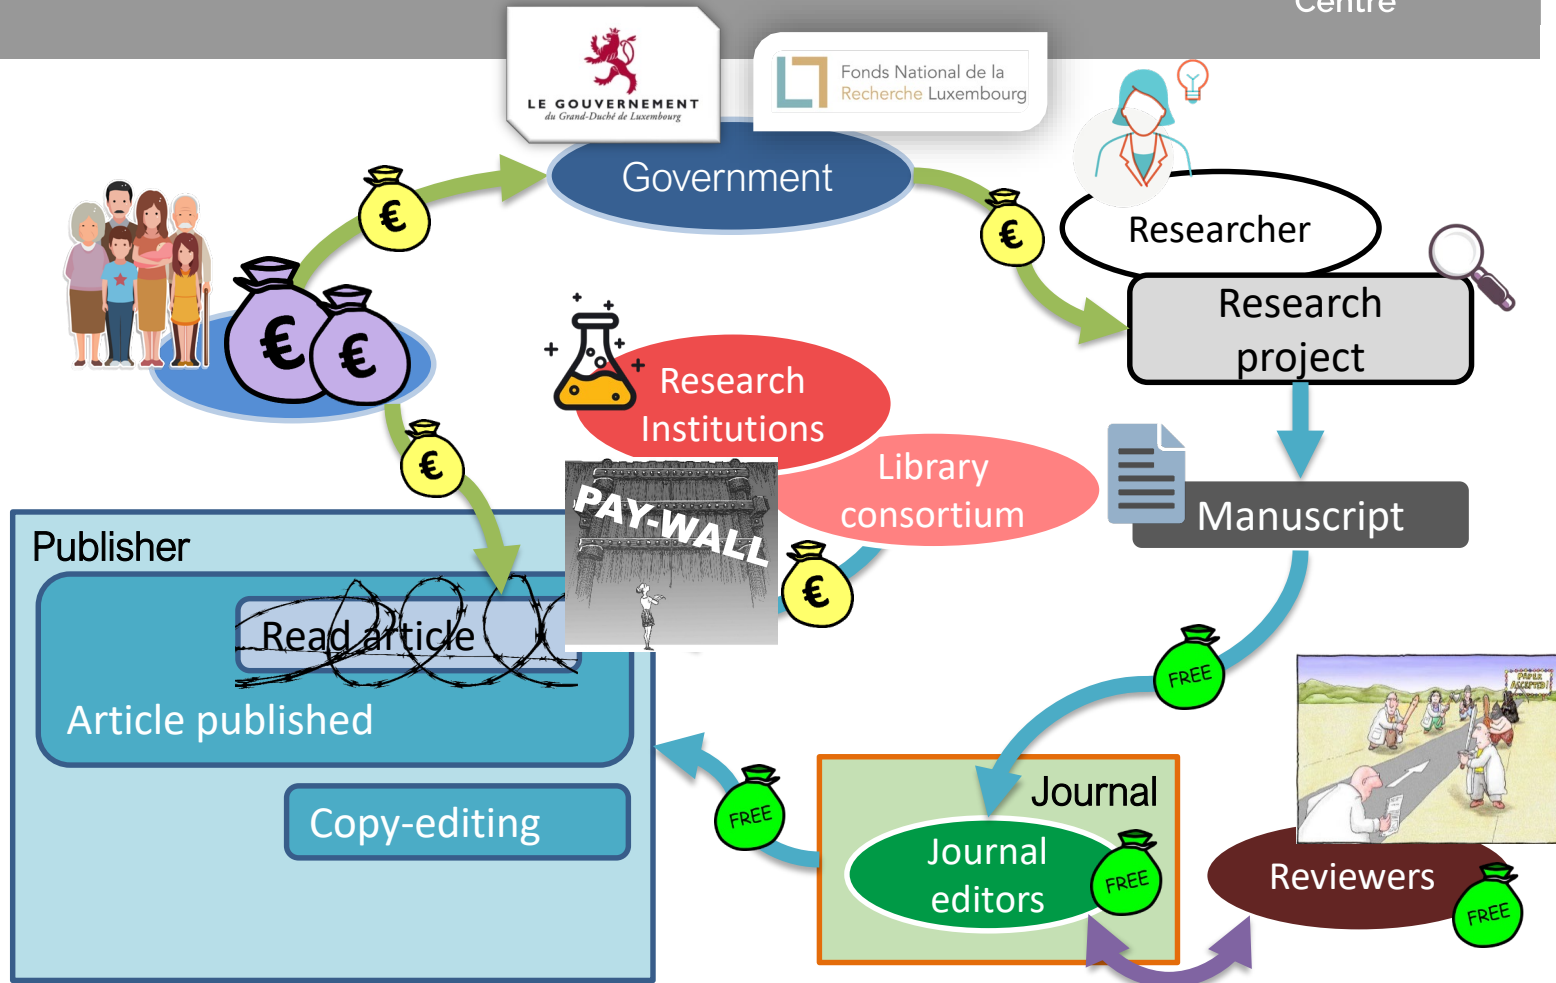 Centre
LE GOUVERNEMENT
du Grand-Duché de Luxembourg
Fonds National de la
Recherche Luxembourg
Government
€
€
Researcher
Research
project
€
€
€
Research
Institutions
Library
consortium
PAY-WALL
€
Manuscript
Publisher
Read article
Article published
Copy-editing
FREE
PAPER
ACCEPTED!
FREE
Journal
Journal
editors
FREE
Reviewers
FREE